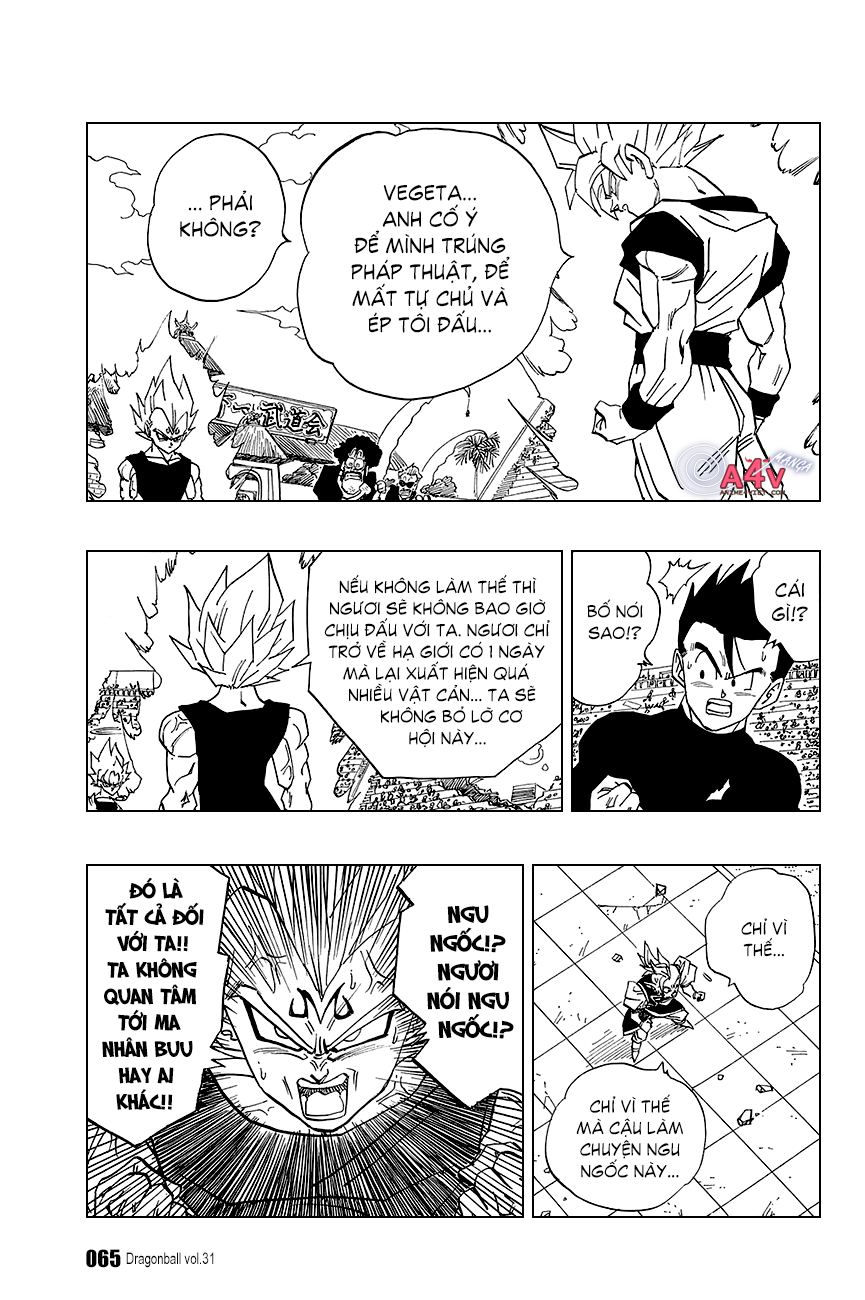 VEGETA...
ANH CỐ Ý
ĐỂ MÌNH TRÚNG
PHÁP THUẬT, ĐỂ
MẤT TỰ CHỦ VÀ
ÉP TÔI ĐẤU...
... PHẢI
KHÔNG?
武道会
A4V
MANGA
CÁI
GÌ!?
BỐ NÓI
SAO!?
NẾU KHÔNG LÀM THẾ THÌ
NGƯƠI SẼ KHÔNG BAO GIỜ
CHỊU ĐẤU VỚI TA. NGƯƠI CHỈ
TRỞ VỀ HẠ GIỚI CÓ 1 NGÀY
MÀ LẠI XUẤT HIỆN QUÁ
NHIỀU VẬT CẢN... TA SẼ
KHÔNG BỎ LỠ CƠ
HỘI NÀY...
CHỈ VÌ
THẾ...
CHỈ VÌ THẾ
MÀ CẬU LÀM
CHUYỆN NGU
NGỐC NÀY...
NGU
NGỐC!?
NGƯƠI
NÓI NGU
NGỐC!?
ĐÓ LÀ
TẤT CẢ ĐỐI
VỚI TA!!
TA KHÔNG
QUAN TÂM
TỚI MA
NHÂN BUU
HAY AI
KHÁC!!
065 Dragonball vol.31